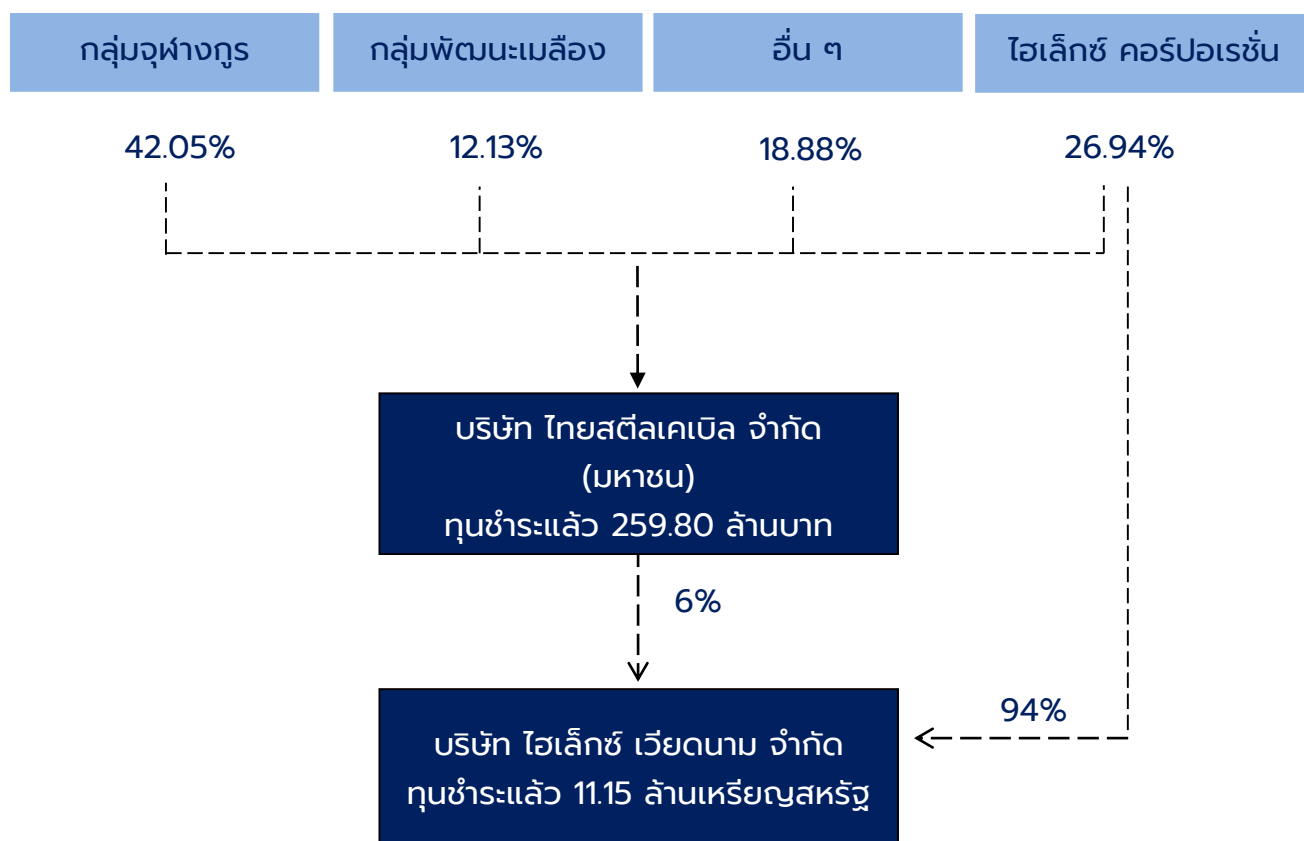 กลุ่มจุฬางกูร
กลุ่มพัฒนะเมลือง
อื่น ๆ
ไฮเล็กซ์ คอร์ปอเรชั่น
42.05%
12.13%
18.88%
26.94%
บริษัท ไทยสตีลเคเบิล จำกัด
(มหาชน)
ทุนชำระแล้ว 259.80 ล้านบาท
6%
94%
บริษัท ไฮเล็กซ์ เวียดนาม จำกัด
ทุนชำระแล้ว 11.15 ล้านเหรียญสหรัฐ